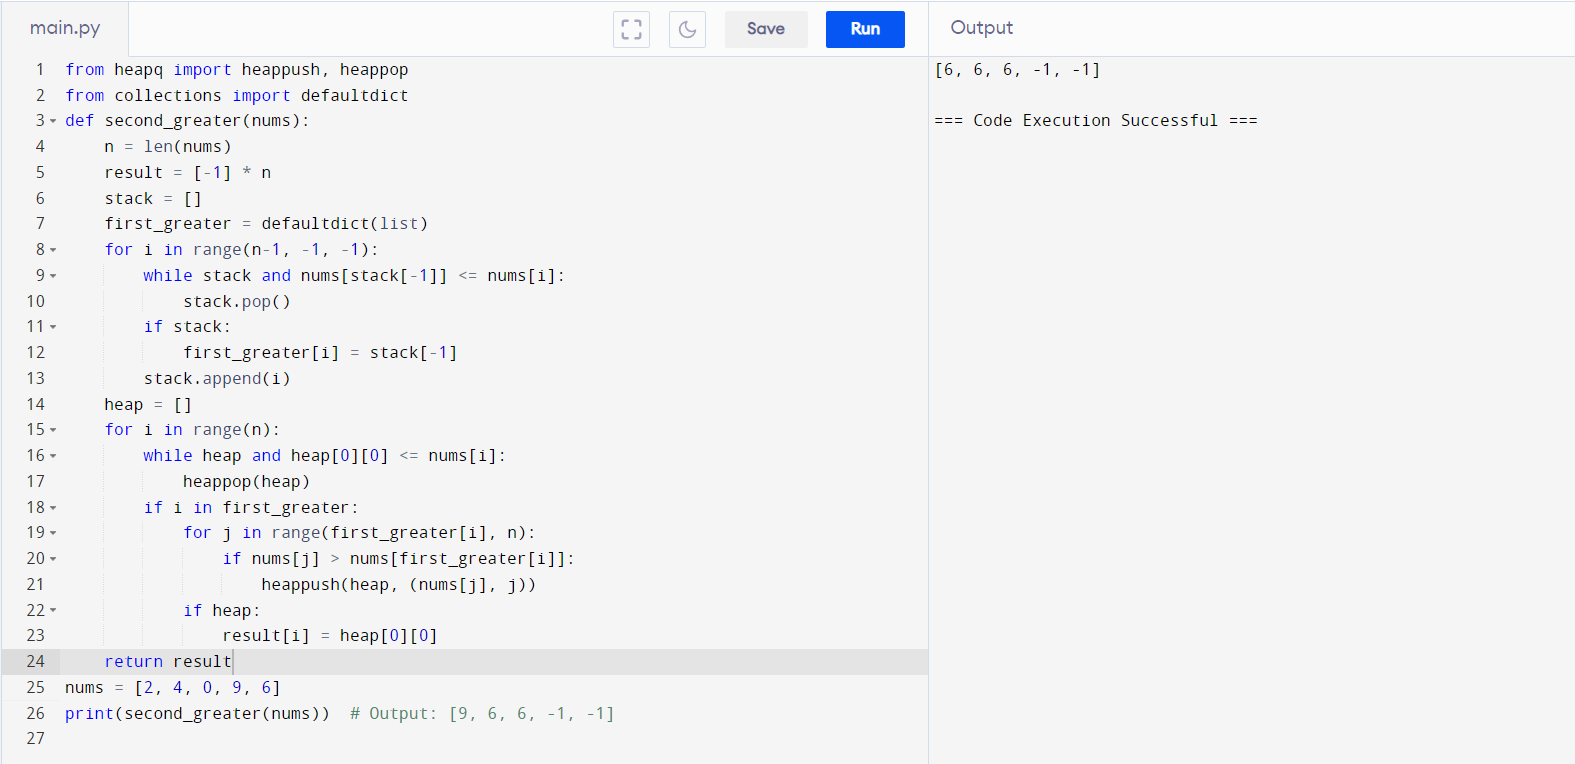 main.py
Save
Run
Output
1 from heapq import heappush, heappop
2 from collections import defaultdict
3 def second_greater(nums):
4     n = len(nums)
5     result = [-1] * n
6     stack = []
7     first_greater = defaultdict(list)
8     for i in range(n-1, -1, -1):
9         while stack and nums[stack[-1]] <= nums[i]:
10             stack.pop()
11         if stack:
12             first_greater[i] = stack[-1]
13         stack.append(i)
14     heap = []
15     for i in range(n):
16         while heap and heap[0][0] <= nums[i]:
17             heappop(heap)
18         if i in first_greater:
19             for j in range(first_greater[i], n):
20                 if nums[j] > nums[first_greater[i]]:
21                     heappush(heap, (nums[j], j))
22             if heap:
23                 result[i] = heap[0][0]
24     return result
25 nums = [2, 4, 0, 9, 6]
26 print(second_greater(nums))  # Output: [9, 6, 6, -1, -1]
27
[6, 6, 6, -1, -1]
=== Code Execution Successful ===